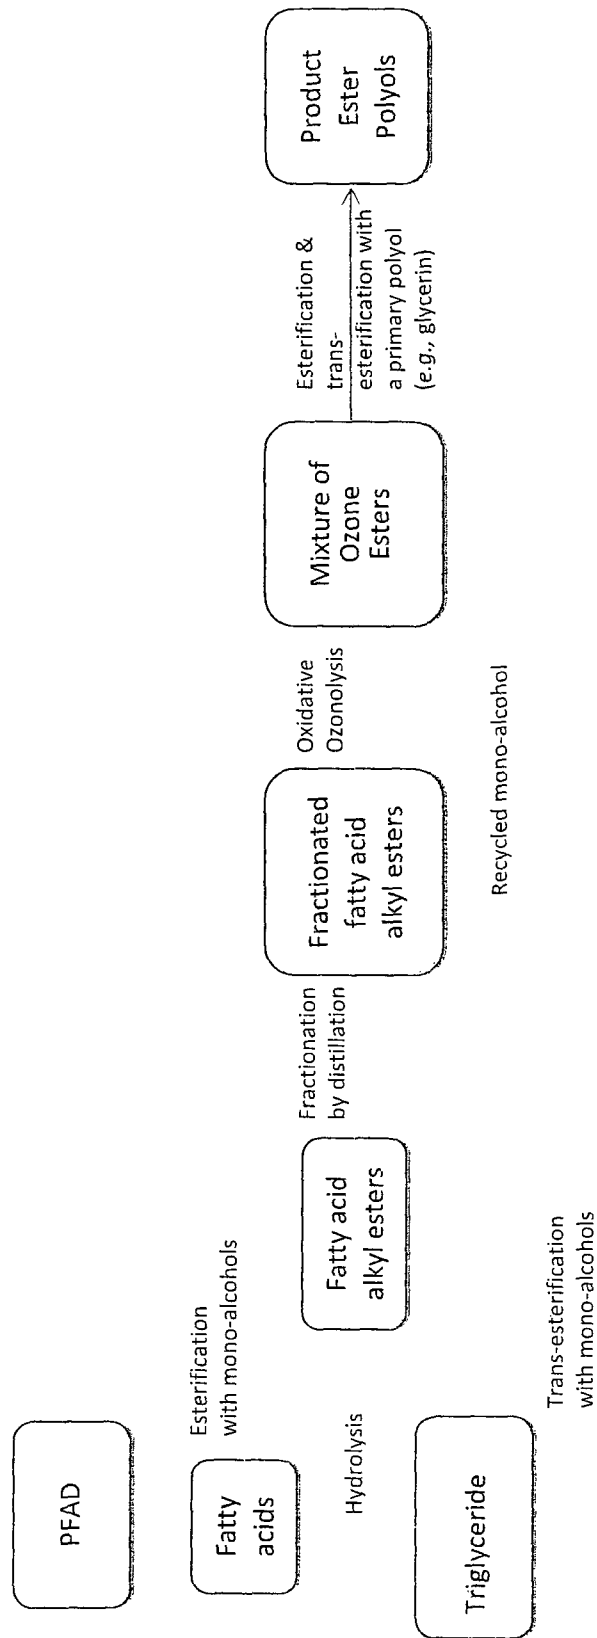 PFAD
Fatty
acids
Esterification
with mono-alcohols
Hydrolysis
Triglyceride
Trans-esterification
with mono-alcohols
Fatty acid
alkyl esters
Fractionation
by distillation
Fractionated
fatty acid
alkyl esters
Oxidative
Ozonolysis
Recycled mono-alcohol
Mixture of
Ozone
Esters
Esterification &
trans-
esterification with
a primary polyol
(e.g., glycerin)
Product
Ester
Polyols